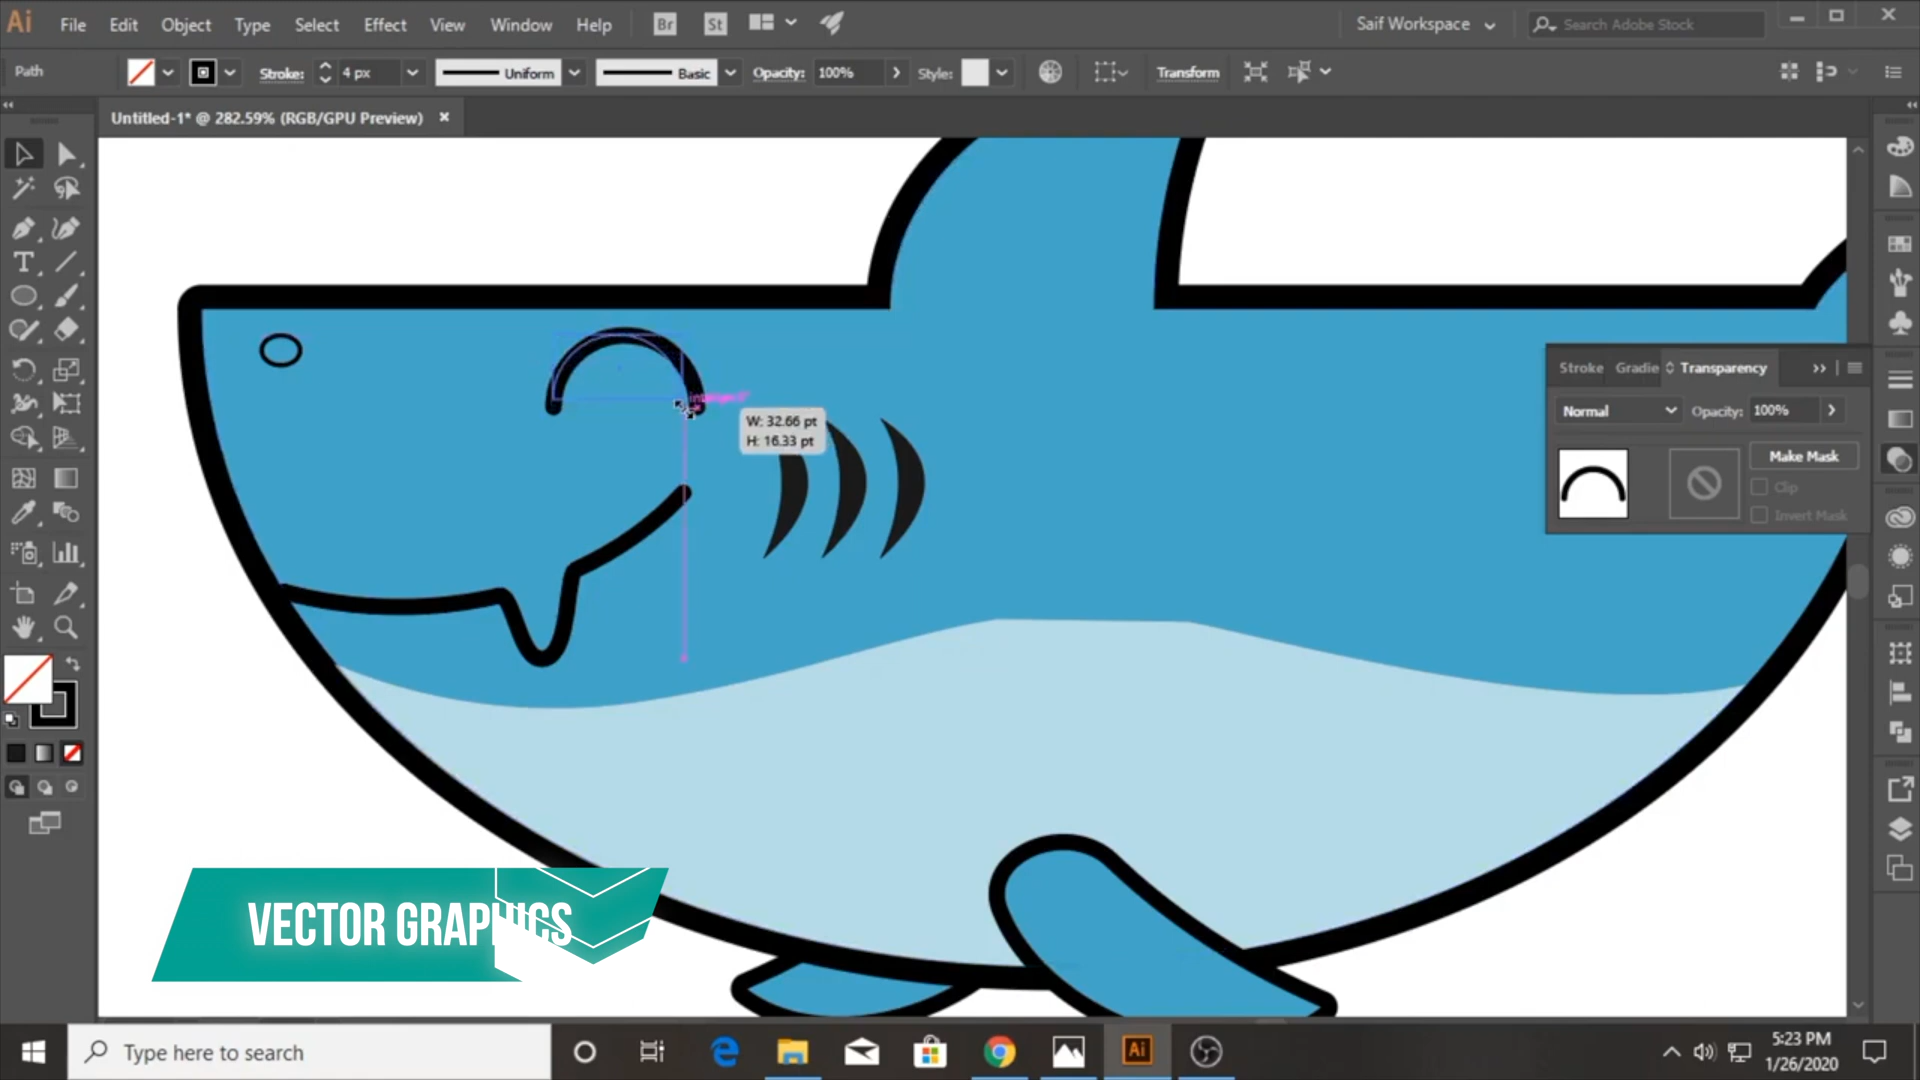 Ai File Edit Object Type Select Effect View Window Help Br St Saif Workspace Search Adobe Stock
Path Stroke: 4 px Uniform Basic Opacity: 100% Style: Transform
Untitled-1* @ 282.59% (RGB/GPU Preview)
Stroke Gradie Transparency
Normal Opacity: 100%
W: 32.66 pt
H: 16.33 pt
Make Mask
Clip
Invert Mask
VECTOR GRAPHICS
Type here to search
Ai
5:23 PM
1/26/2020